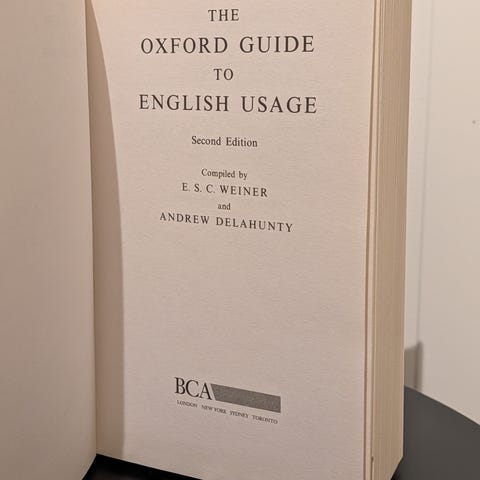 THE
OXFORD GUIDE
TO
ENGLISH USAGE
Second Edition
Compiled by
E. S. C. WEINER
and
ANDREW DELAHUNTY
BCA
LONDON NEW YORK SYDNEY TORONTO